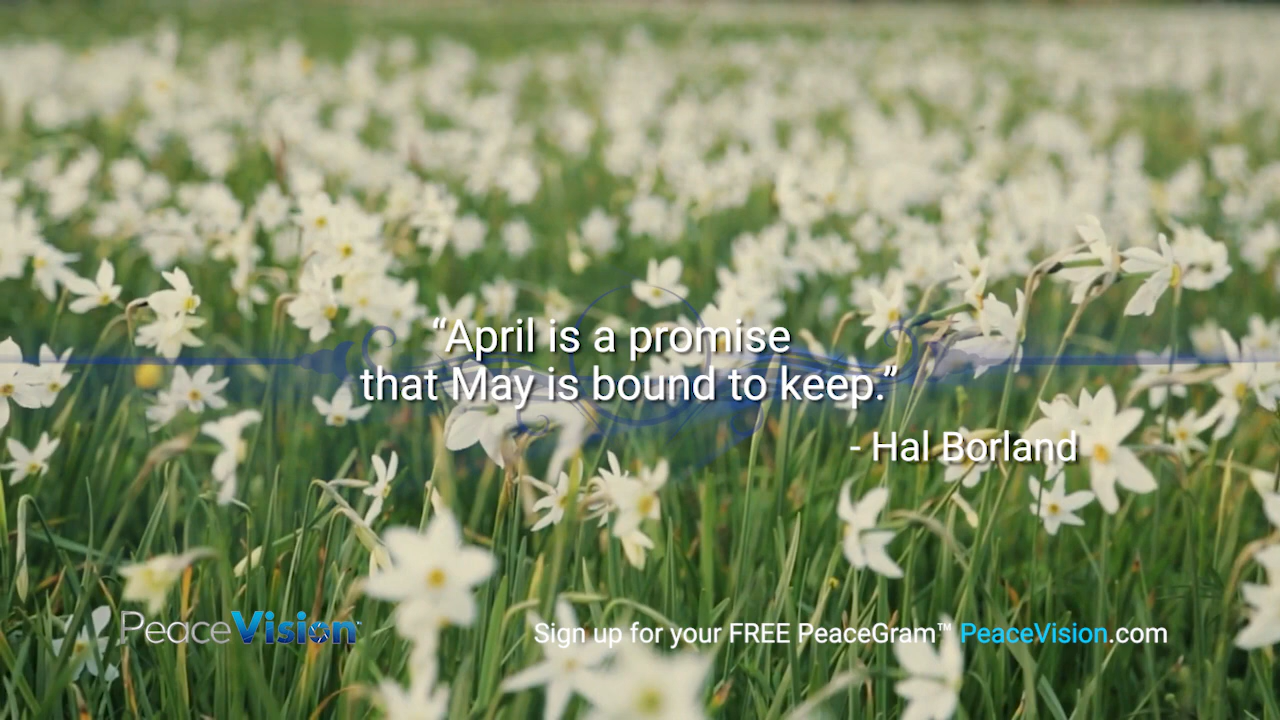 “April is a promise
that May is bound to keep.”
- Hal Borland
PeaceVision™
Sign up for your FREE PeaceGram™ PeaceVision.com